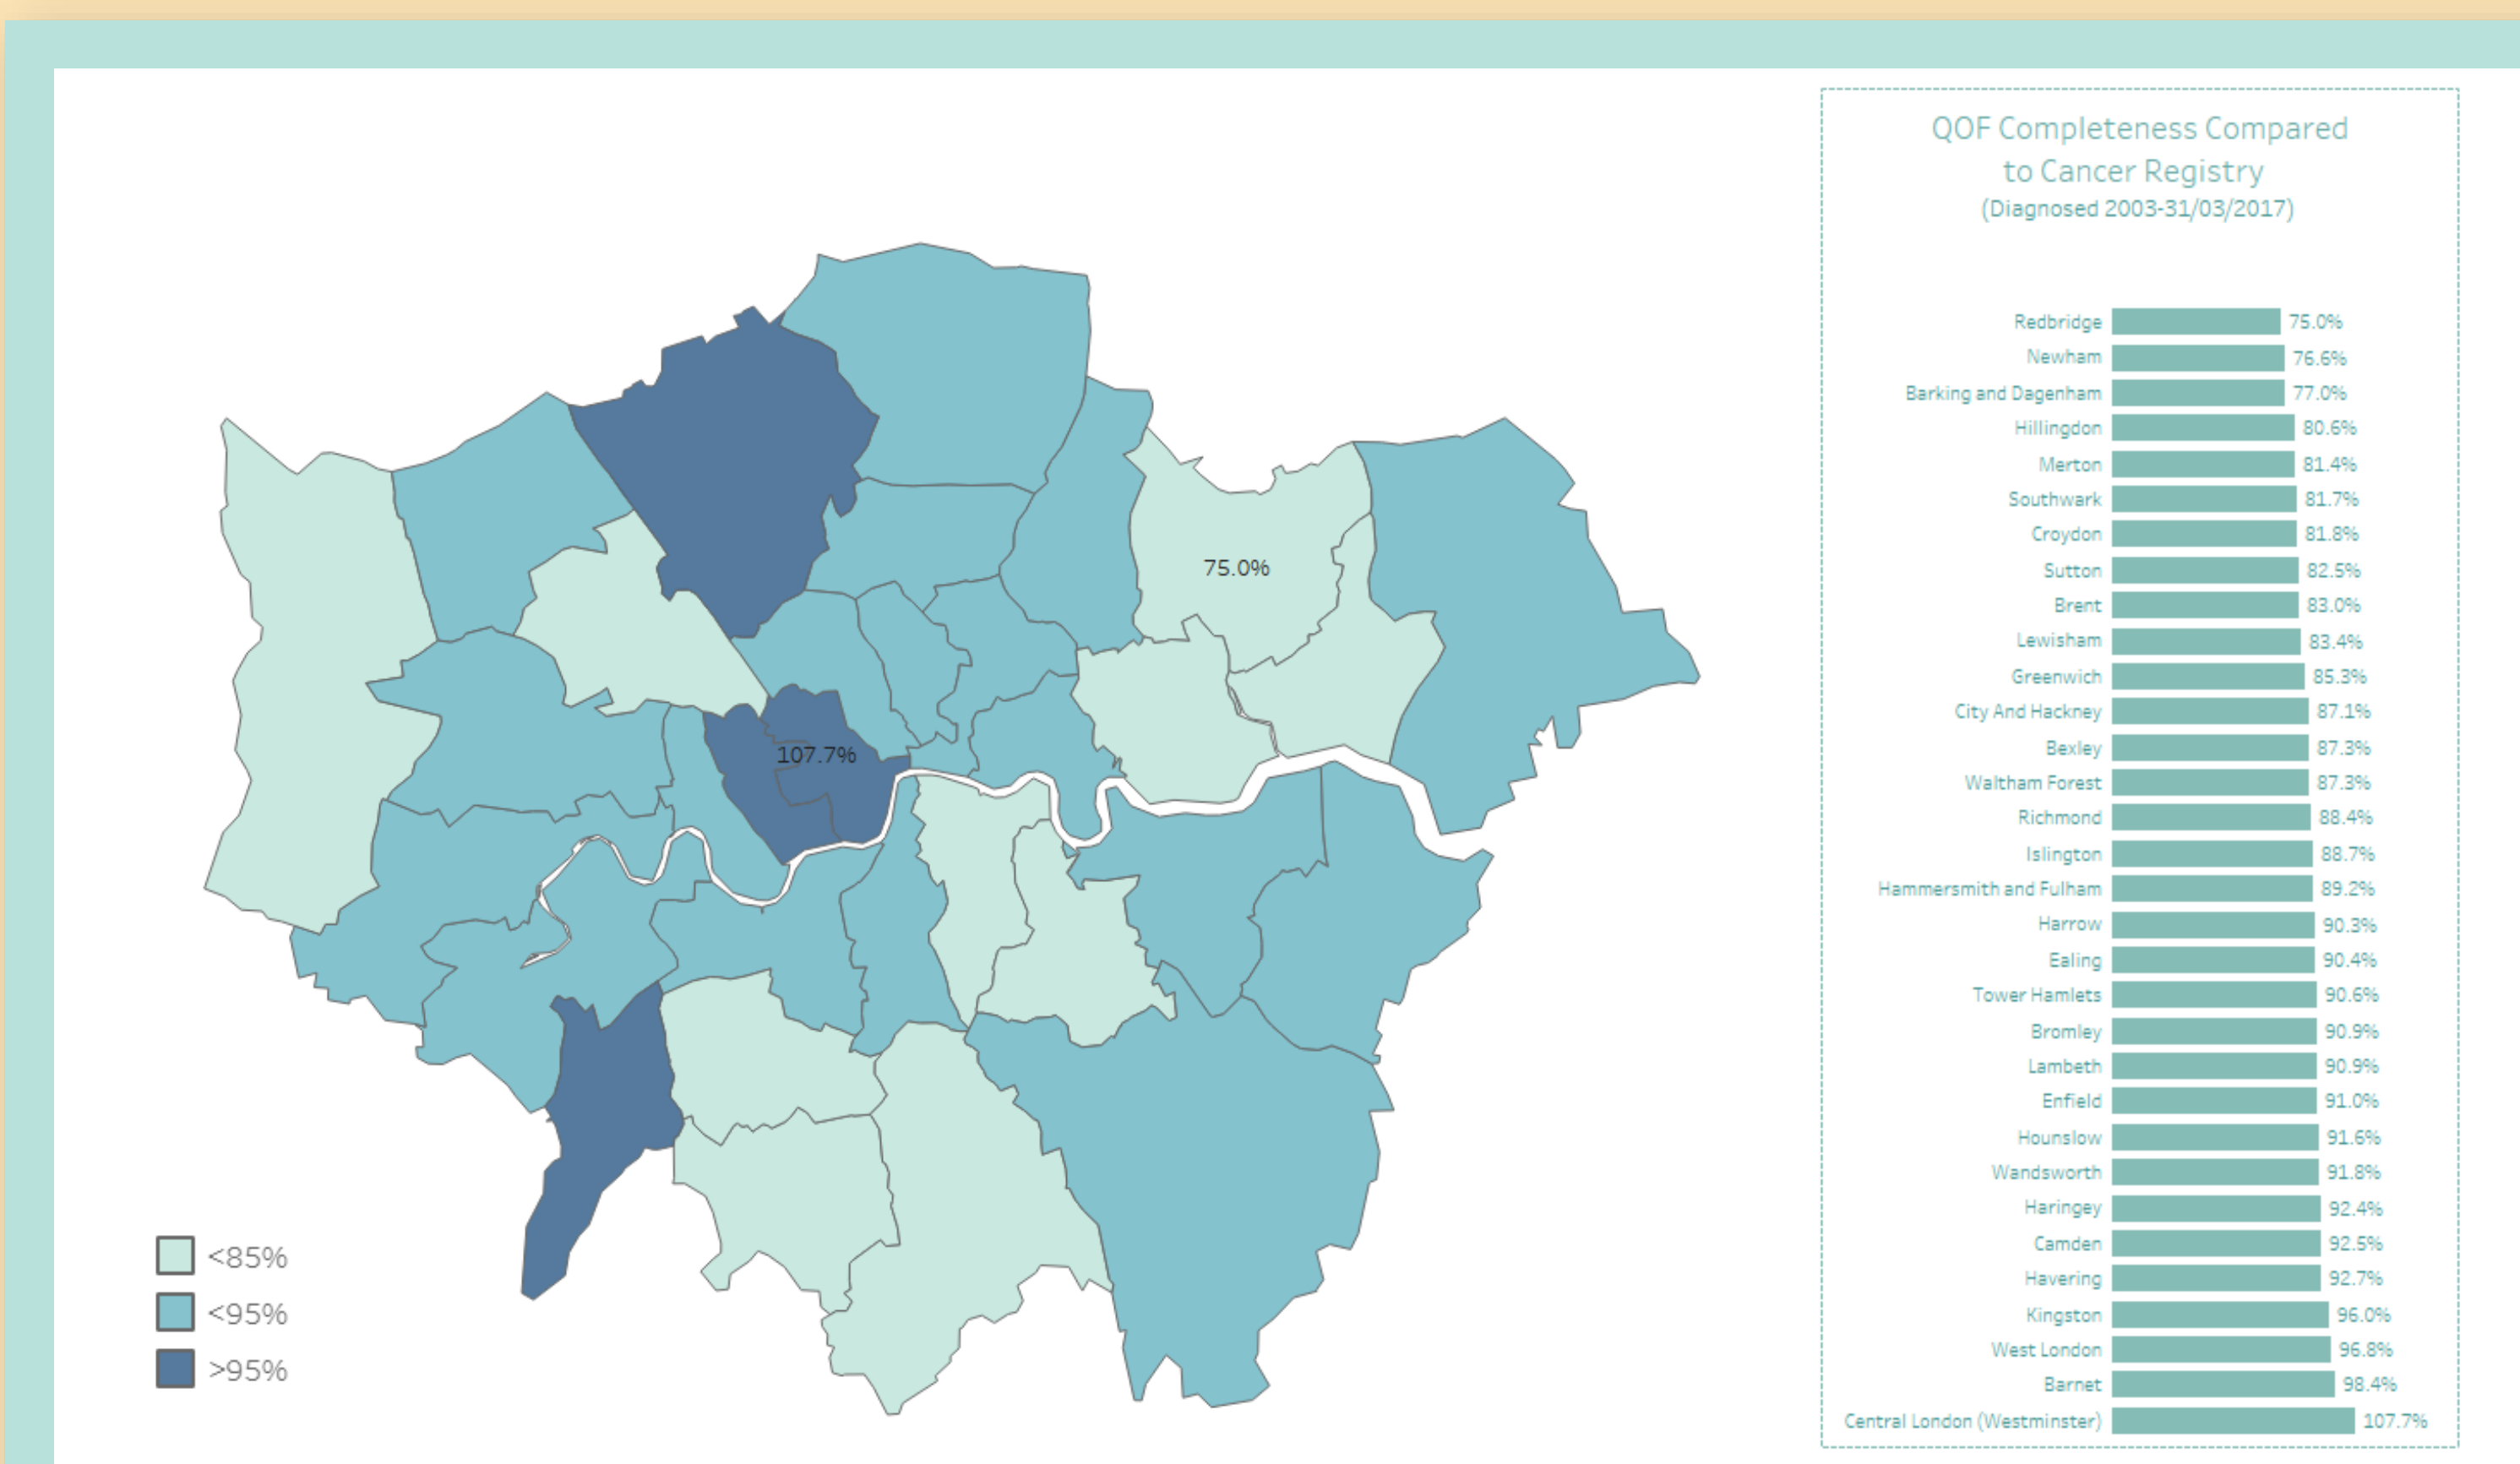 QOF Completeness Compared
to Cancer Registry
(Diagnosed 2003-31/03/2017)
75.0%
107.7%
<85%
<95%
>95%
Redbridge 75.0%
Newham 76.6%
Barking and Dagenham 77.0%
Hillingdon 80.6%
Merton 81.4%
Southwark 81.7%
Croydon 81.8%
Sutton 82.5%
Brent 83.0%
Lewisham 83.4%
Greenwich 85.3%
City And Hackney 87.1%
Bexley 87.3%
Waltham Forest 87.3%
Richmond 88.4%
Islington 88.7%
Hammersmith and Fulham 89.2%
Harrow 90.3%
Ealing 90.4%
Tower Hamlets 90.6%
Bromley 90.9%
Lambeth 90.9%
Enfield 91.0%
Hounslow 91.6%
Wandsworth 91.8%
Haringey 92.4%
Camden 92.5%
Havering 92.7%
Kingston 96.0%
West London 96.8%
Barnet 98.4%
Central London (Westminster) 107.7%